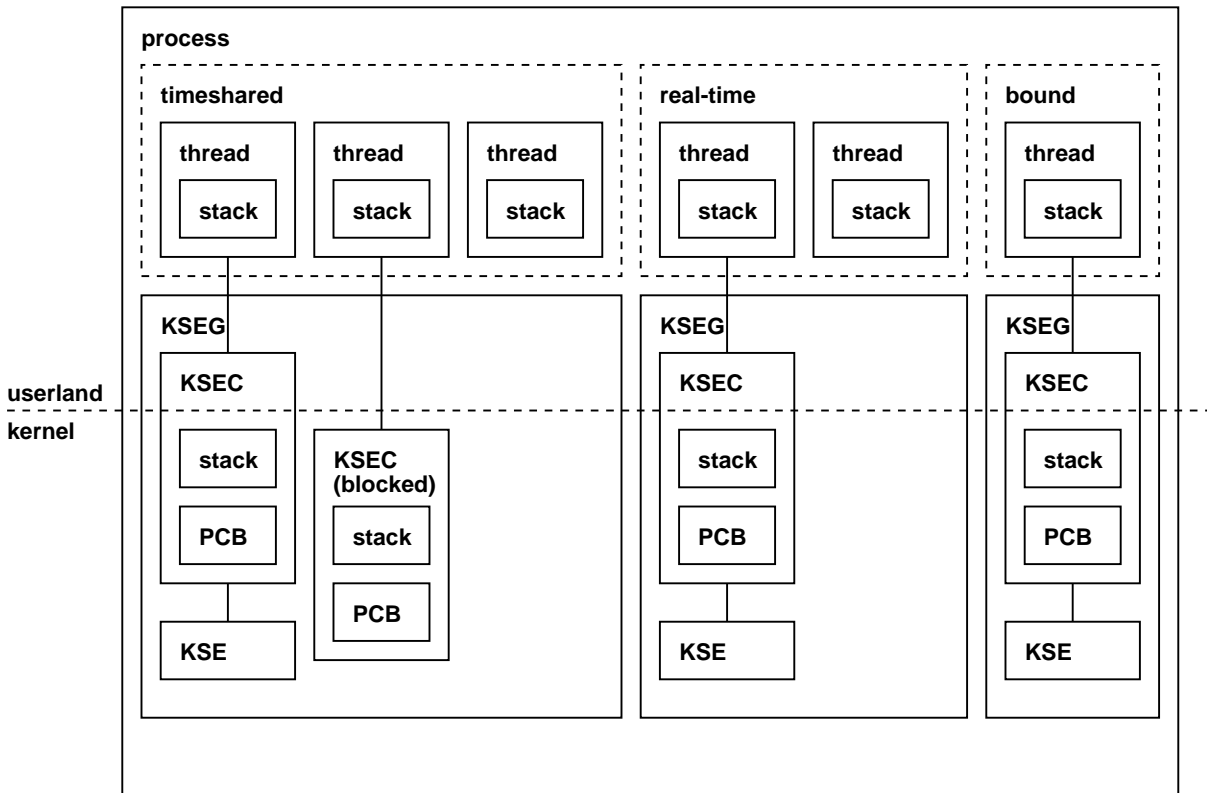 process
timeshared
real-time
bound
thread
thread
thread
thread
thread
thread
stack
stack
stack
stack
stack
stack
KSEG
KSEG
KSEG
KSEC
KSEC
KSEC
userland
kernel
stack
KSEC
(blocked)
stack
stack
PCB
stack
PCB
PCB
PCB
KSE
KSE
KSE